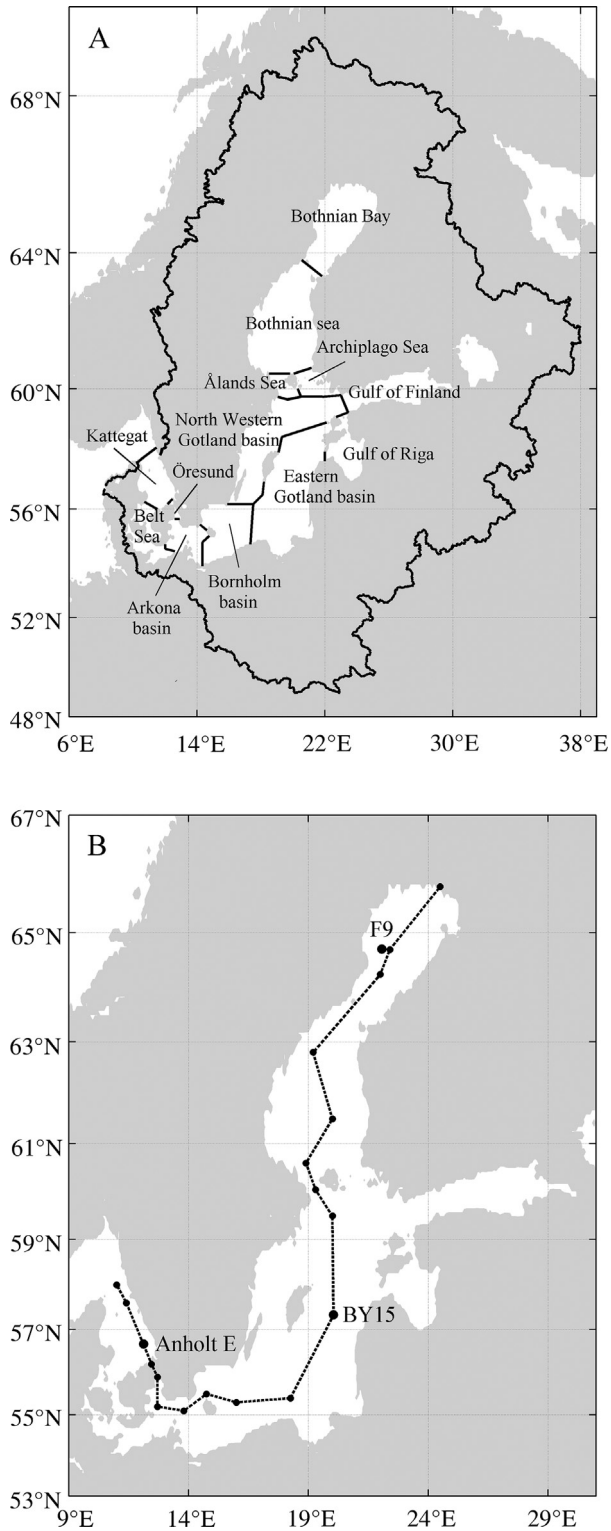 A
68°N
Bothnian Bay
64°N
Bothnian sea
Archiplago Sea
Ålands Sea
60°N
Gulf of Finland
North Western
Gotland basin
Kattegat
Öresund
Gulf of Riga
Eastern
Gotland basin
56°N
Belt
Sea
Bornholm
basin
Arkona
basin
52°N
48°N
6°E
14°E
22°E
30°E
38°E
67°N
B
F9
65°N
63°N
61°N
59°N
57°N
BY15
Anholt E
55°N
53°N
9°E
14°E
19°E
24°E
29°E